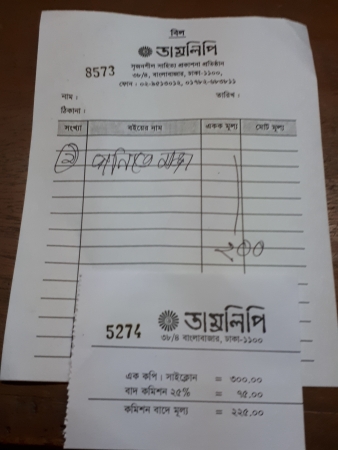 বিল
তাম্রলিপি
সৃজনশীল সাহিত্য প্রকাশনা প্রতিষ্ঠান
8573
৩৮/৪, বাংলাবাজার, ঢাকা-১১০০,
নাম :
তারিখ :
ঠিকানা :
সংখ্যা বইয়ের নাম একক মূল্য মোট মূল্য
২০০
5274 তাম্রলিপি
৩৮/৪ বাংলাবাজার, ঢাকা-১১০০
এক কপি : সাইক্লোন = ৩০০.০০
বাদ কমিশন ২৫% = ৭৫.০০
কমিশন বাদে মূল্য = ২২৫.০০